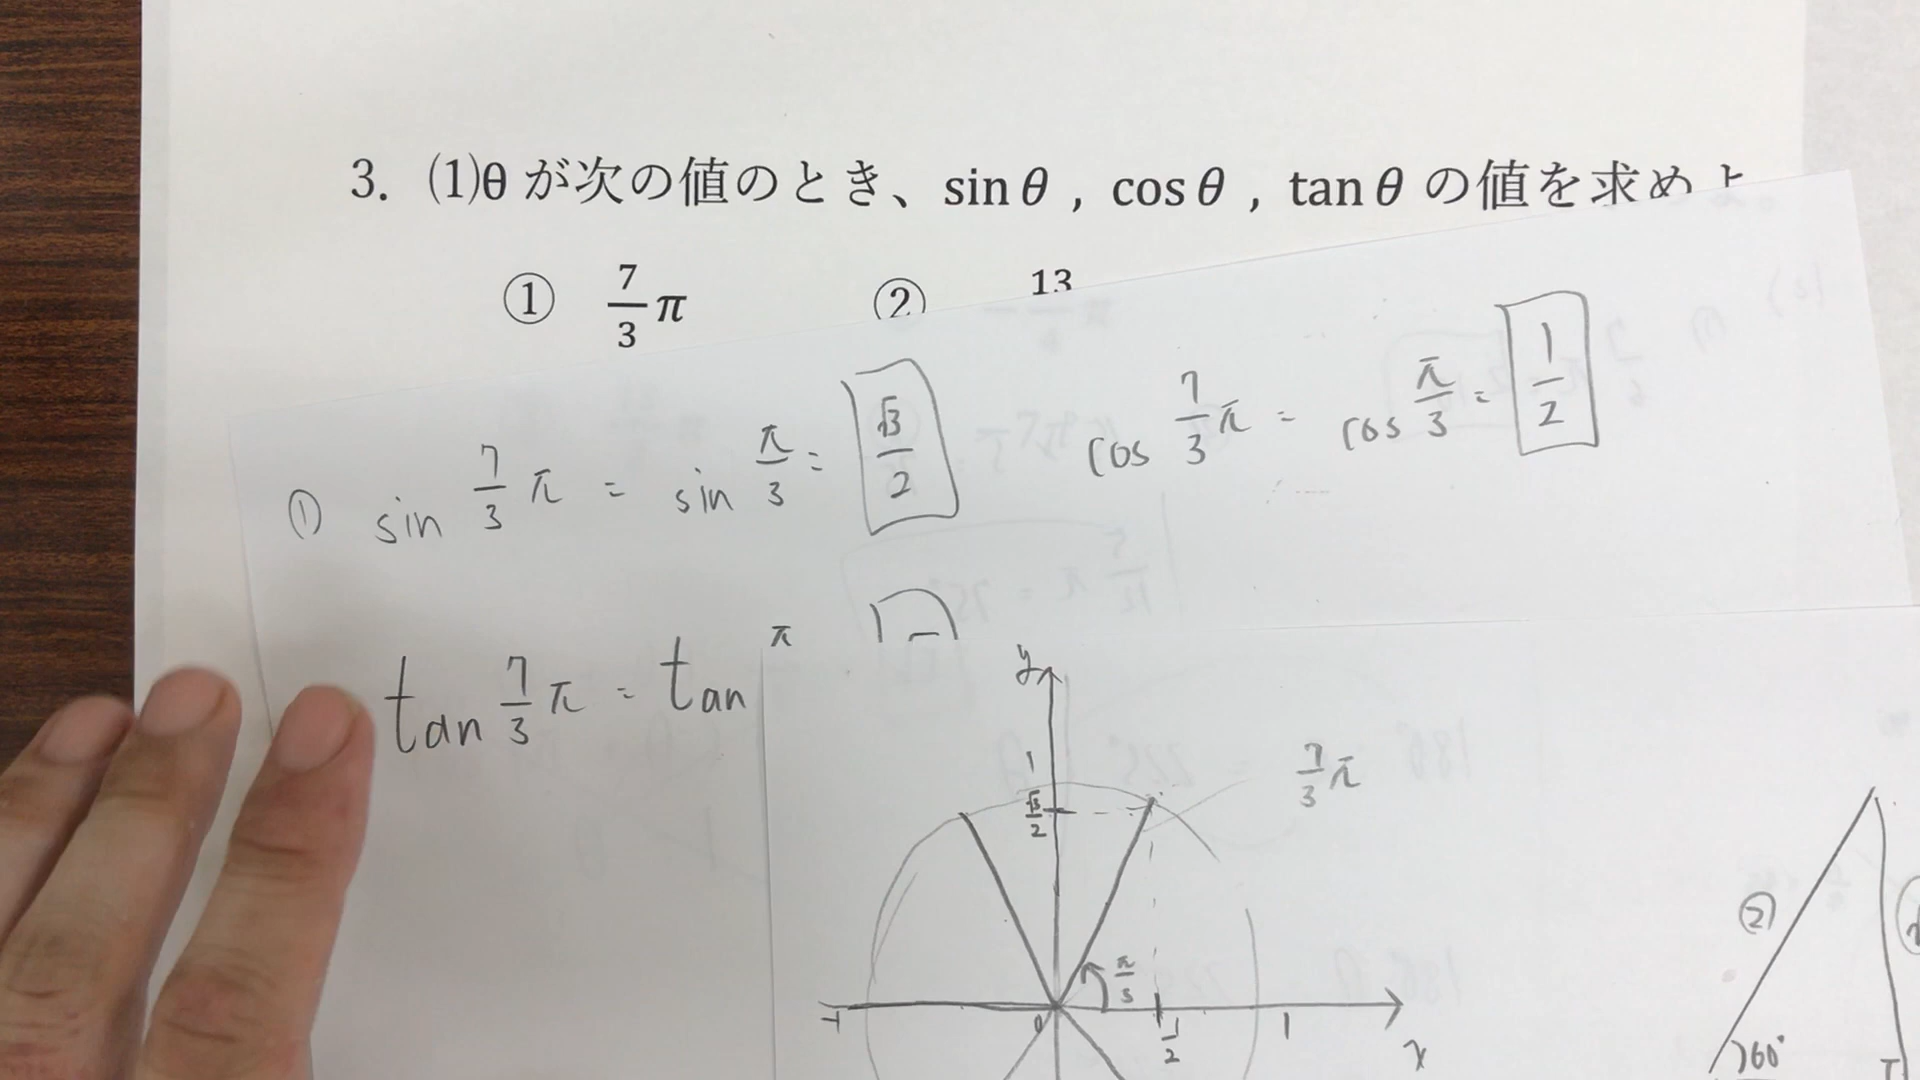 3. (1)θ が次の値のとき、sin θ , cos θ , tan θ の値を求めよ
① 7/3 π ② 13
① sin 7/3 π = sin π/3 = √3/2 cos 7/3 π = cos π/3 = 1/2
tan 7/3 π = tan π
y
1
√3/2
7/3 π
②
π/3
-1 0 1/2 1
x
60°